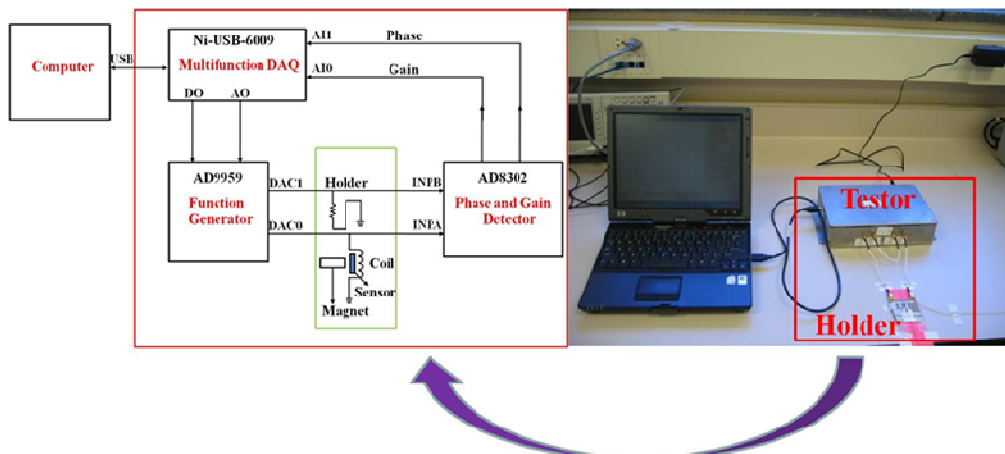 Computer
USB
Ni-USB-6009
Multifunction DAQ
DO
AO
AI1
Phase
AI0
Gain
AD9959
Function
Generator
DAC1
DAC0
Holder
Coil
Sensor
Magnet
INPB
INPA
AD8302
Phase and Gain
Detector
Testor
Holder